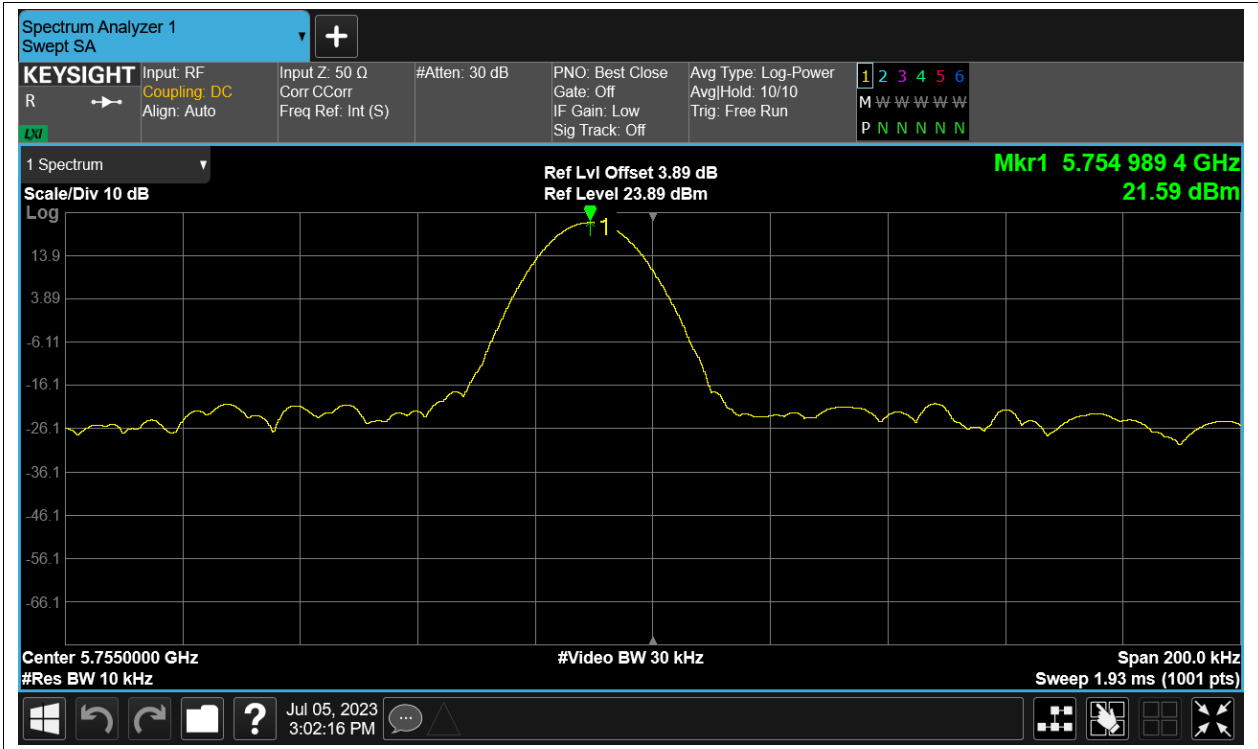 Spectrum Analyzer 1
Swept SA
+
KEYSIGHT
R
LXI
Input: RF
Coupling: DC
Align: Auto
Input Z: 50 Ω
Corr CCorr
Freq Ref: Int (S)
#Atten: 30 dB
PNO: Best Close
Gate: Off
IF Gain: Low
Sig Track: Off
Avg Type: Log-Power
Avg|Hold: 10/10
Trig: Free Run
1 2 3 4 5 6
M W W W W W
P N N N N N
1 Spectrum
Scale/Div 10 dB
Log
Ref Lvl Offset 3.89 dB
Ref Level 23.89 dBm
Mkr1 5.754 989 4 GHz
21.59 dBm
1
13.9
3.89
-6.11
-16.1
-26.1
-36.1
-46.1
-56.1
-66.1
Center 5.7550000 GHz
#Res BW 10 kHz
#Video BW 30 kHz
Span 200.0 kHz
Sweep 1.93 ms (1001 pts)
?
Jul 05, 2023
3:02:16 PM